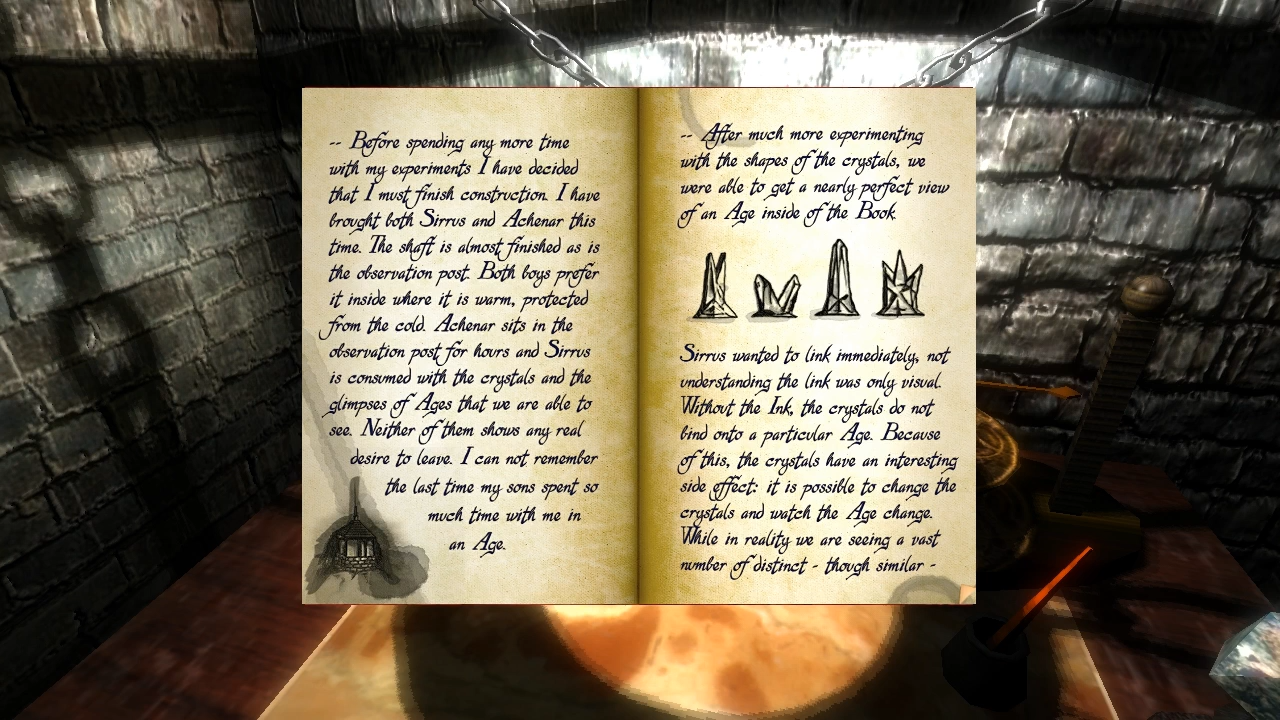 -- Before spending any more time
with my experiments I have decided
that I must finish construction. I have
brought both Sirrus and Achenar this
time. The shaft is almost finished as is
the observation post. Both boys prefer
it inside where it is warm, protected
from the cold. Achenar sits in the
observation post for hours and Sirrus
is consumed with the crystals and the
glimpses of Ages that we are able to
see. Neither of them shows any real
desire to leave. I can not remember
the last time my sons spent so
much time with me in
an Age.
-- After much more experimenting
with the shapes of the crystals, we
were able to get a nearly perfect view
of an Age inside of the Book.
Sirrus wanted to link immediately, not
understanding the link was only visual.
Without the Ink, the crystals do not
bind onto a particular Age. Because
of this, the crystals have an interesting
side effect: it is possible to change the
crystals and watch the Age change.
While in reality we are seeing a vast
number of distinct - though similar -